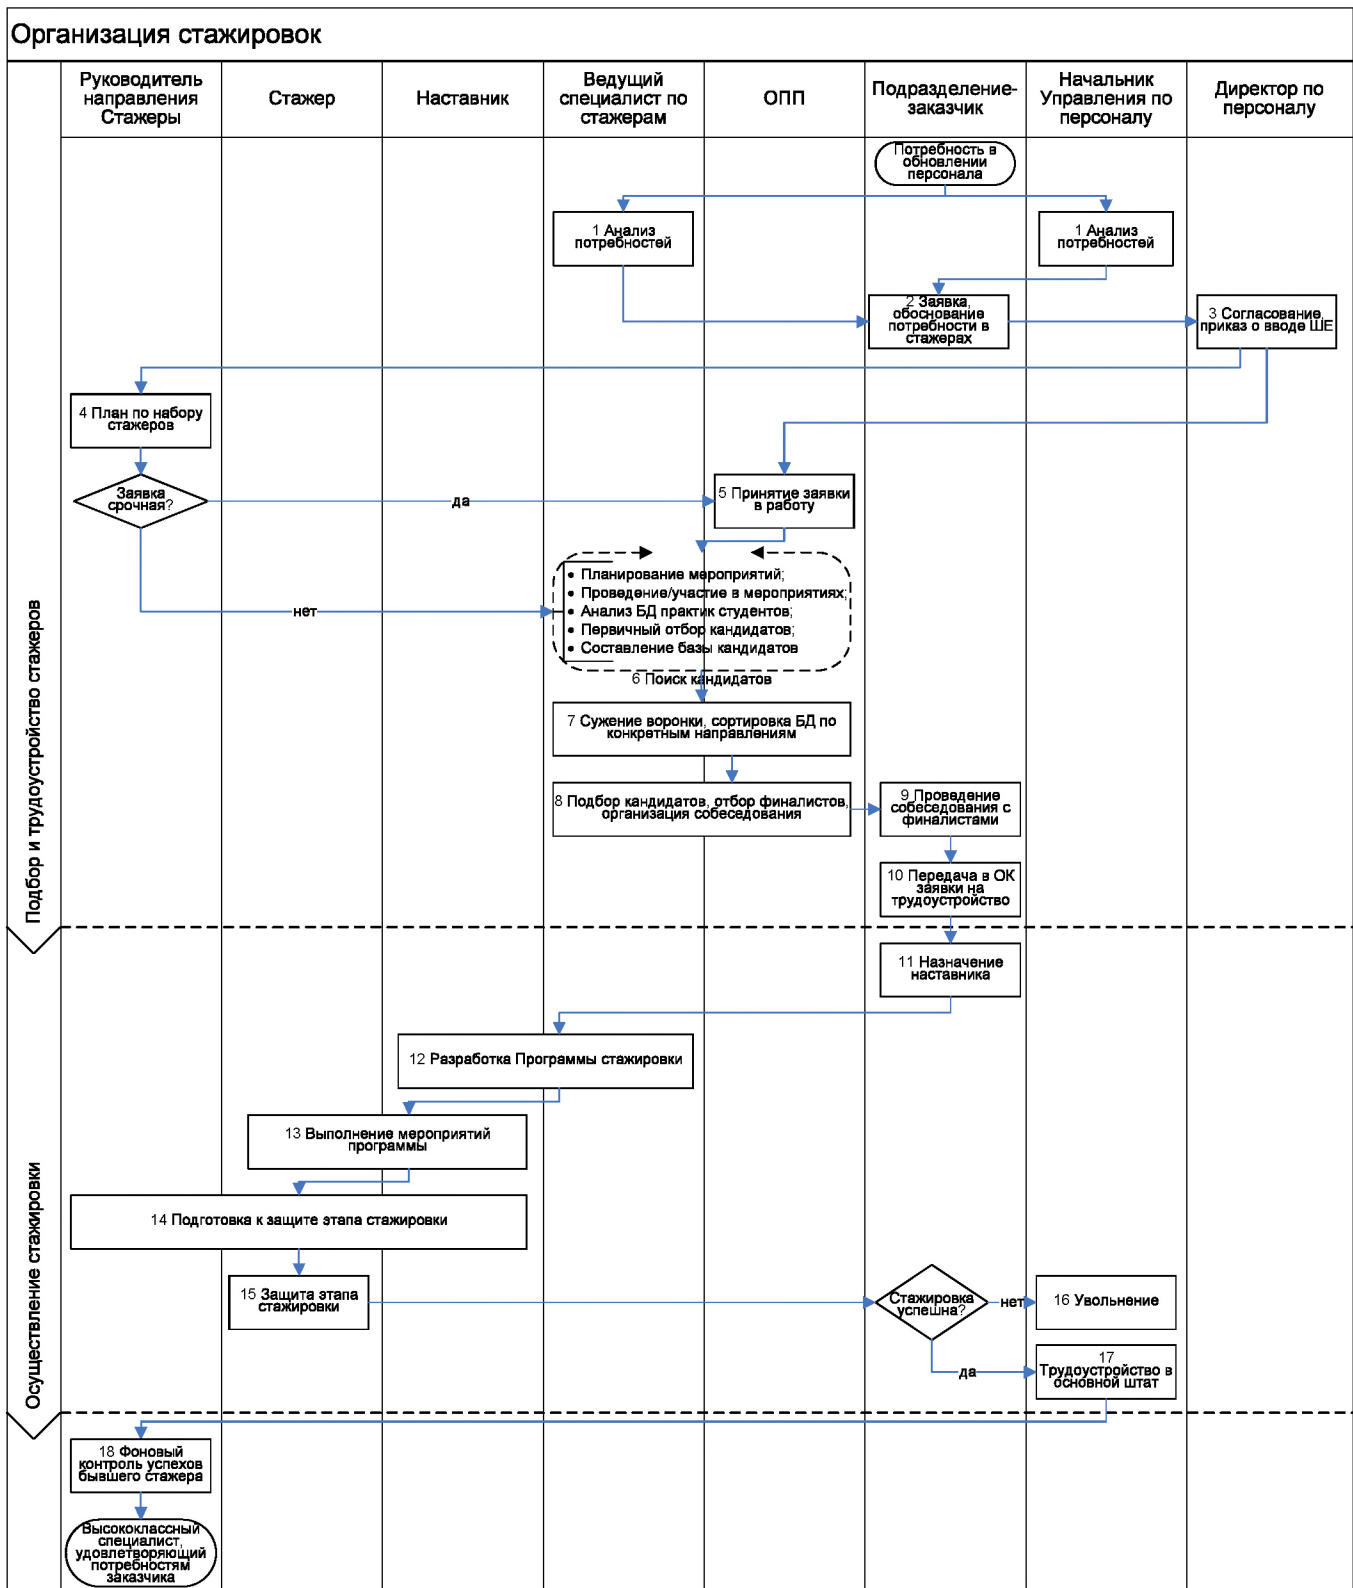 Организация стажировок
Руководитель
направления
Стажеры
Стажер
Наставник
Ведущий
специалист по
стажерам
ОПП
Подразделение-
заказчик
Начальник
Управления по
персоналу
Директор по
персоналу
Подбор и трудоустройство стажеров
Потребность в
обновлении
персонала
1 Анализ
потребностей
1 Анализ
потребностей
2 Заявка,
обоснование
потребности в
стажерах
3 Согласование,
приказ о вводе ШЕ
4 План по набору
стажеров
Заявка
срочная?
да
5 Принятие заявки
в работу
нет
• Планирование мероприятий;
• Проведение/участие в мероприятиях;
• Анализ БД практик студентов;
• Первичный отбор кандидатов;
• Составление базы кандидатов
6 Поиск кандидатов
7 Сужение воронки, сортировка БД по
конкретным направлениям
8 Подбор кандидатов, отбор финалистов,
организация собеседования
9 Проведение
собеседования с
финалистами
10 Передача в ОК
заявки на
трудоустройство
Осуществление стажировки
11 Назначение
наставника
12 Разработка Программы стажировки
13 Выполнение мероприятий
программы
14 Подготовка к защите этапа стажировки
15 Защита этапа
стажировки
Стажировка
успешна?
нет
16 Увольнение
да
17
Трудоустройство в
основной штат
18 Фоновый
контроль успехов
бывшего стажера
Высококлассный
специалист,
удовлетворяющий
потребностям
заказчика